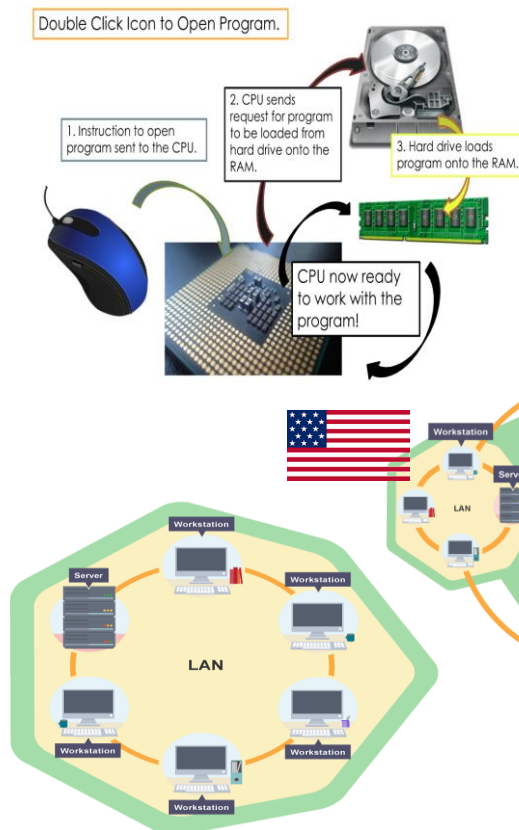 Double Click Icon to Open Program.
1. Instruction to open
program sent to the CPU.
2. CPU sends
request for program
to be loaded from
hard drive onto the
RAM.
3. Hard drive loads
program onto the RAM.
CPU now ready
to work with the
program!
Workstation
Serve
LAN
Workstation
Server
Workstation
LAN
Workstation
Workstation
Workstation